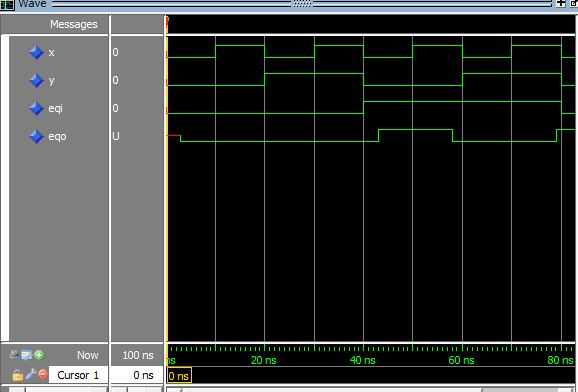 Wave
Messages
x 0
y 0
eqi 0
eqo U
Now 100 ns
ns 20 ns 40 ns 60 ns 80 ns
Cursor 1 0 ns 0 ns